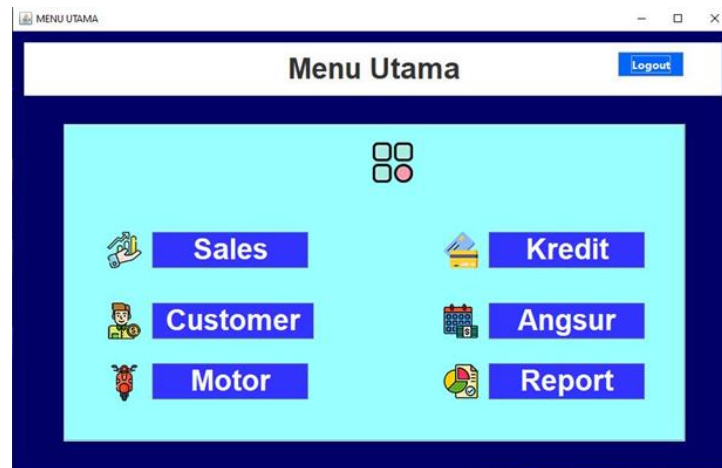 MENU UTAMA
Menu Utama
Logout
Sales
Kredit
Customer
Angsur
Motor
Report